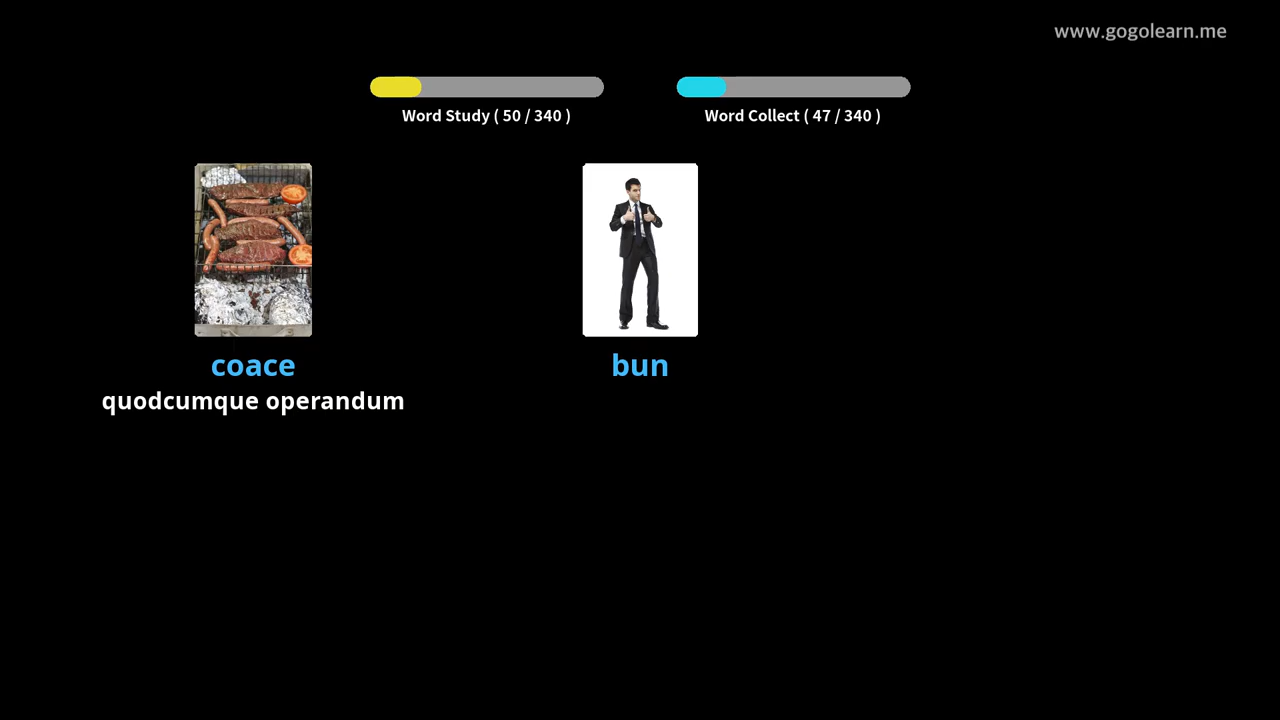 www.gogolearn.me
Word Study ( 50 / 340 )
Word Collect ( 47 / 340 )
coace
quodcumque operandum
bun